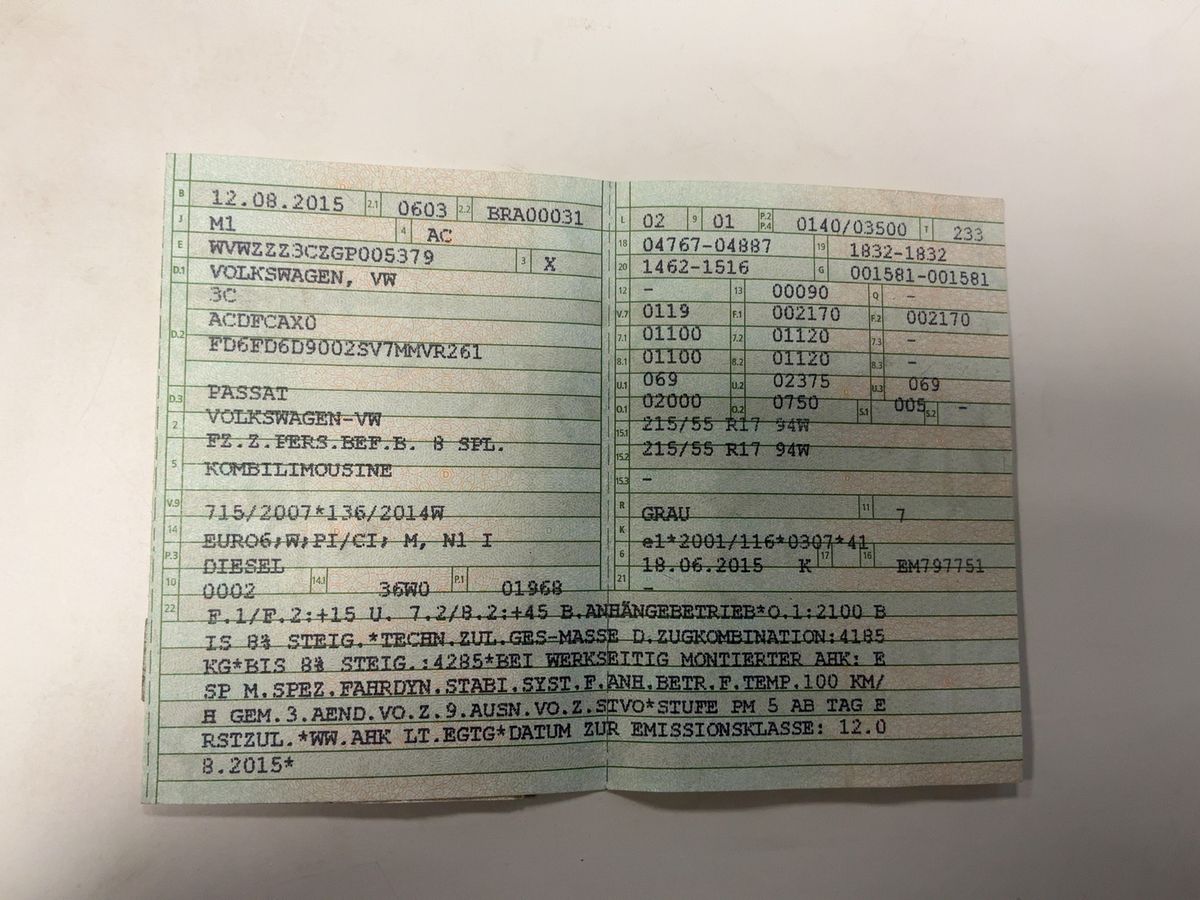 B 12.08.2015 2.1 0603 2.2 BRA00031
J M1 4 AC
E WVWZZZ3CZGP005379 3 X
D.1 VOLKSWAGEN, VW
3C
D.2 ACDFCAX0
FD6FD6D9002SV7MMVR261
D.3 PASSAT
2 VOLKSWAGEN-VW
FZ.Z.PERS.BEF.B. 8 SPL.
5 KOMBILIMOUSINE
V.9 715/2007*136/2014W
14 EURO6;W;PI/CI; M, N1 I
P.3 DIESEL
10 0002 14.1 36W0 P.1 01968
L 02 9 01 P.2 P.4 0140/03500 T 233
18 04767-04887 19 1832-1832
20 1462-1516 G 001581-001581
12 - 13 00090 Q -
V.7 0119 F.1 002170 F.2 002170
7.1 01100 7.2 01120 7.3 -
8.1 01100 8.2 01120 8.3 -
U.1 069 U.2 02375 U.3 069
O.1 02000 O.2 0750 S.1 005 S.2 -
15.1 215/55 R17 94W
15.2 215/55 R17 94W
15.3 -
R GRAU 11 7
K e1*2001/116*0307*41
6 18.06.2015 17 K 16 EM797751
21 -
22 F.1/F.2:+15 U. 7.2/8.2:+45 B.ANHÄNGEBETRIEB*O.1:2100 B
IS 8% STEIG.*TECHN.ZUL.GES-MASSE D.ZUGKOMBINATION:4185
KG*BIS 8% STEIG.:4285*BEI WERKSEITIG MONTIERTER AHK: E
SP M.SPEZ.FAHRDYN.STABI.SYST.F.ANH.BETR.F.TEMP.100 KM/
H GEM.3.AEND.VO.Z.9.AUSN.VO.Z.STVO*STUFE PM 5 AB TAG E
RSTZUL.*WW.AHK LT.EGTG*DATUM ZUR EMISSIONSKLASSE: 12.0
8.2015*